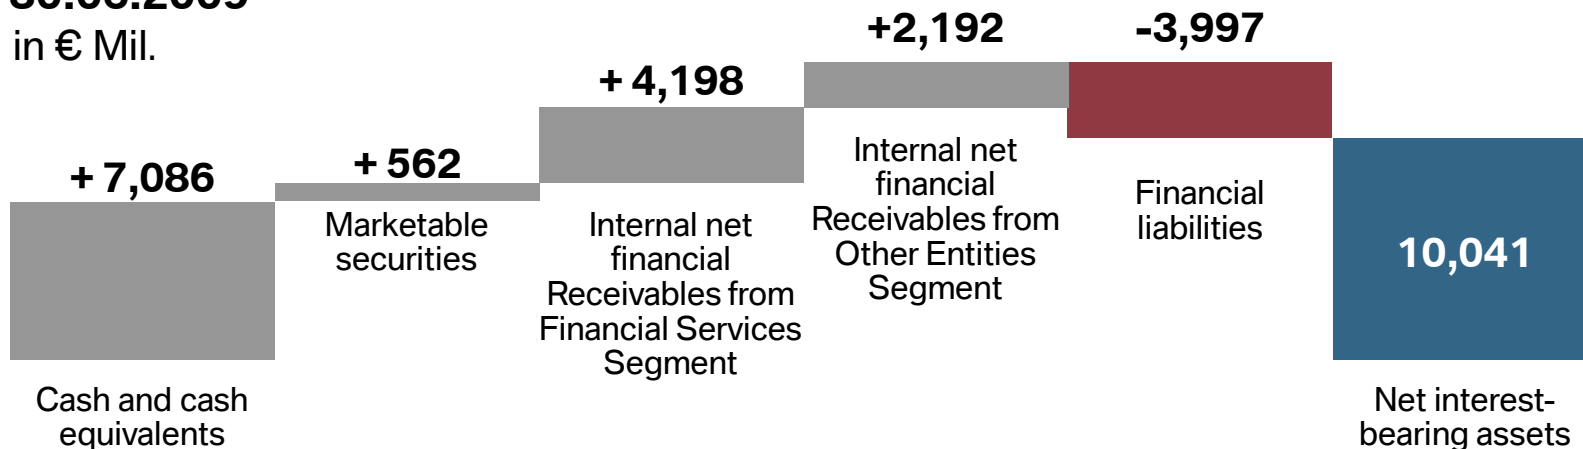 in € Mil.
+ 7,086
Cash and cash
equivalents
+ 562
Marketable
securities
+ 4,198
Internal net
financial
Receivables from
Financial Services
Segment
+2,192
Internal net
financial
Receivables from
Other Entities
Segment
-3,997
Financial
liabilities
10,041
Net interest-
bearing assets